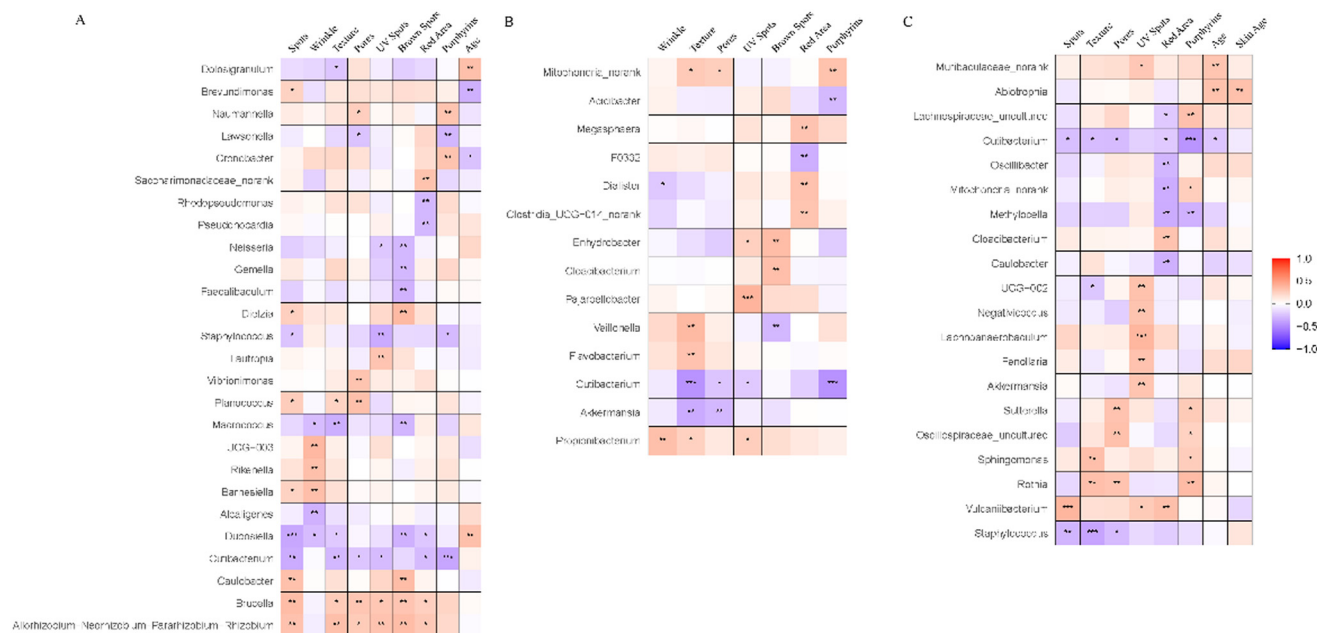 A
Spots Wrinkle Texture Pores UV Spots Brown Spots Red Area Porphyrins Age
Dolosigranulum
Brevundimonas
Naumannella
Lawsonella
Cronobacter
Saccharimonadaceae_norank
Rhodopseudomonas
Pseudonocardia
Neisseria
Gemella
Faecalibaculum
Dietzia
Staphylococcus
Lautropia
Vibrionimonas
Planococcus
Macrococcus
UCG-003
Rikenella
Barnesiella
Alcaligenes
Dubosiella
Cutibacterium
Caulobacter
Brucella
Allorhizobium_Neorhizobium_Pararhizobium_Rhizobium
B
Wrinkle Texture Pores UV Spots Brown Spots Red Area Porphyrins
Mitochondria_norank
Acidibacter
Megasphaera
F0332
Dialister
Clostridia_UCG-014_norank
Enhydrobacter
Cloacibacterium
Pajaroellobacter
Veillonella
Flavobacterium
Cutibacterium
Akkermansia
Propionibacterium
C
Spots Texture Pores UV Spots Red Area Porphyrins Age Skin Age
Muribaculaceae_norank
Abiotrophia
Lachnospiraceae_uncultured
Cutibacterium
Oscillibacter
Mitochondria_norank
Methylopella
Cloacibacterium
Caulobacter
UCG-002
Negativicoccus
Lachnoanaerobaculum
Fenollaria
Akkermansia
Sutterella
Oscillospiraceae_uncultured
Sphingomonas
Rothia
Vulcaniibacterium
Staphylococcus
1.0
0.5
0.0
-0.5
-1.0